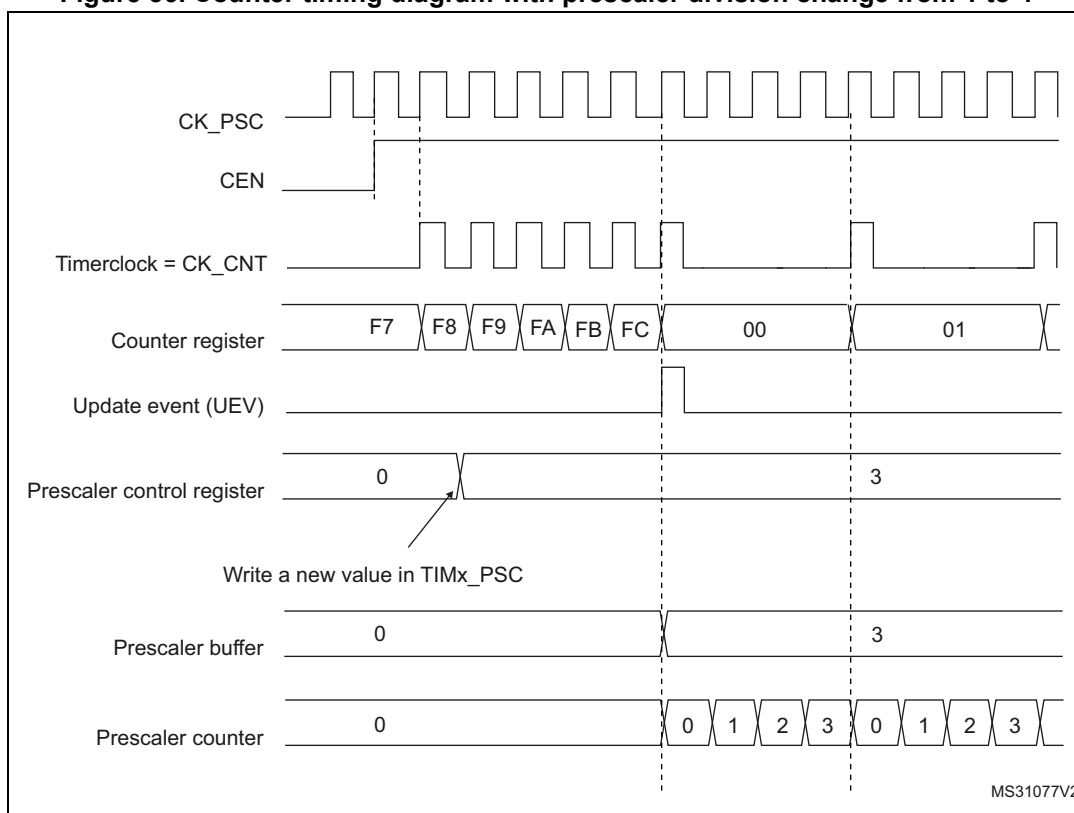 CK_PSC
CEN
Timerclock = CK_CNT
Counter register F7 F8 F9 FA FB FC 00 01
Update event (UEV)
Prescaler control register 0 3
Write a new value in TIMx_PSC
Prescaler buffer 0 3
Prescaler counter 0 0 1 2 3 0 1 2 3
MS31077V2